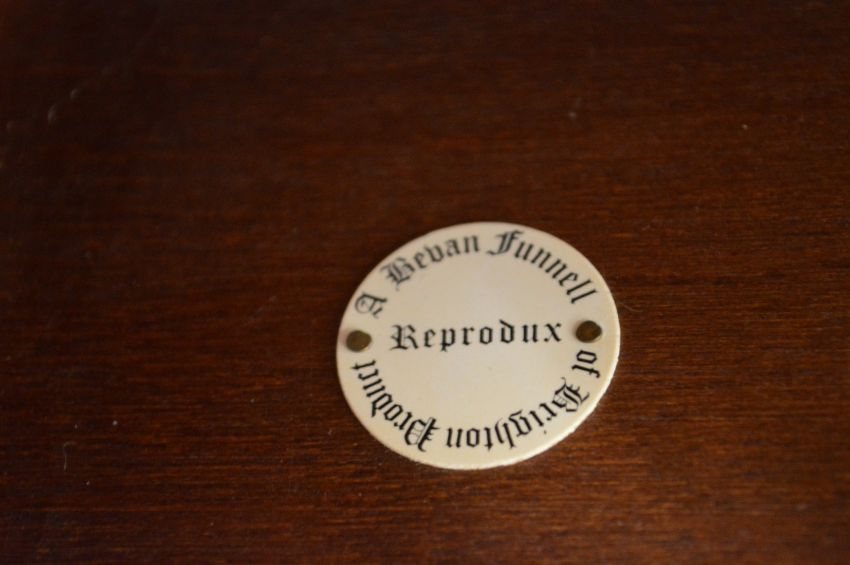 A Bevan Funnell
Reprodux
of Brighton Product